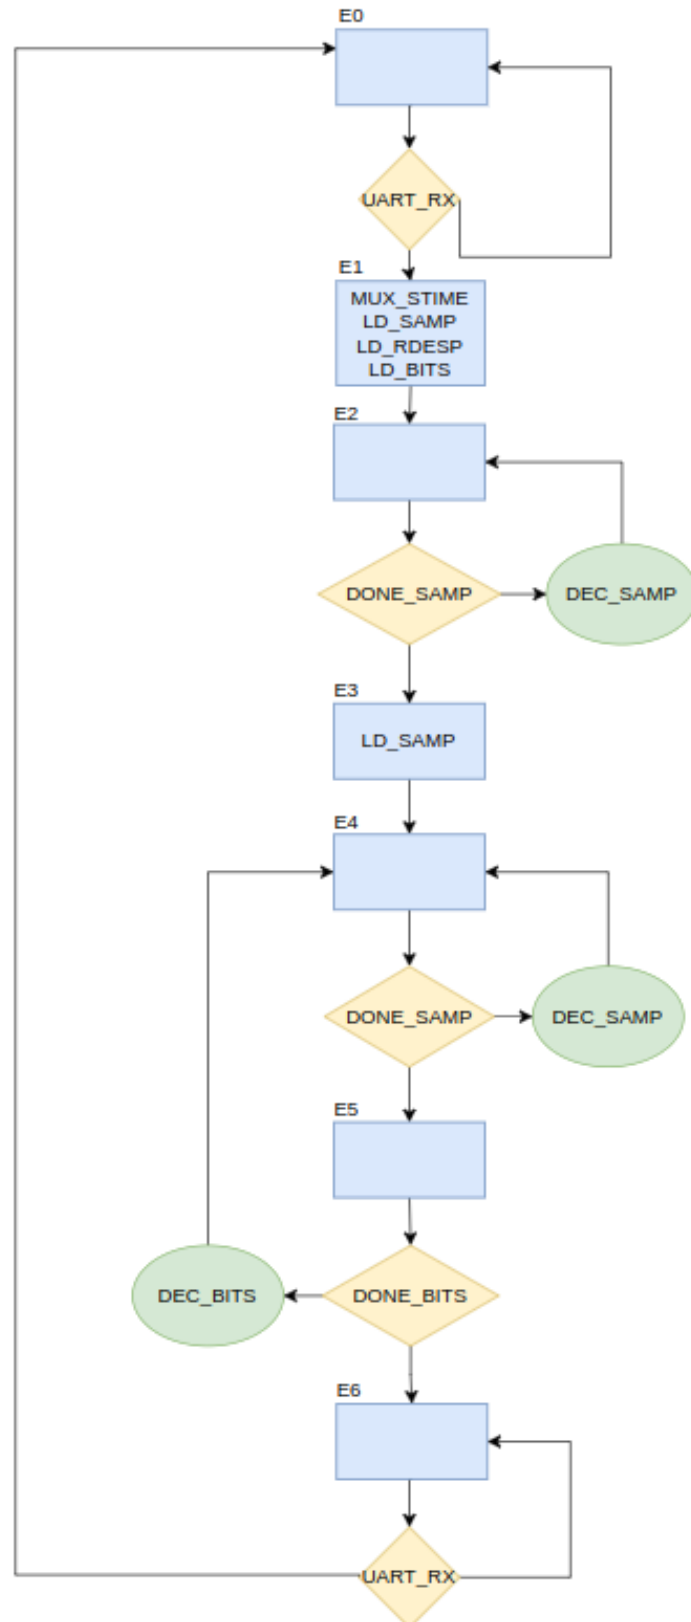 E0
UART_RX
E1
MUX_STIME
LD_SAMP
LD_RDESP
LD_BITS
E2
DONE_SAMP
DEC_SAMP
E3
LD_SAMP
E4
DONE_SAMP
DEC_SAMP
E5
DEC_BITS
DONE_BITS
E6
UART_RX